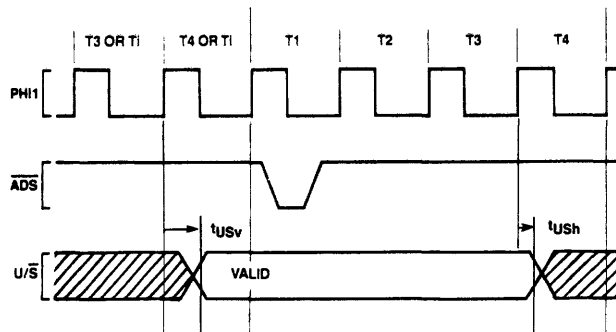 T3 OR Ti
T4 OR Ti
T1
T2
T3
T4
PHI1
ADS
tUSv
tUSh
U/S
VALID